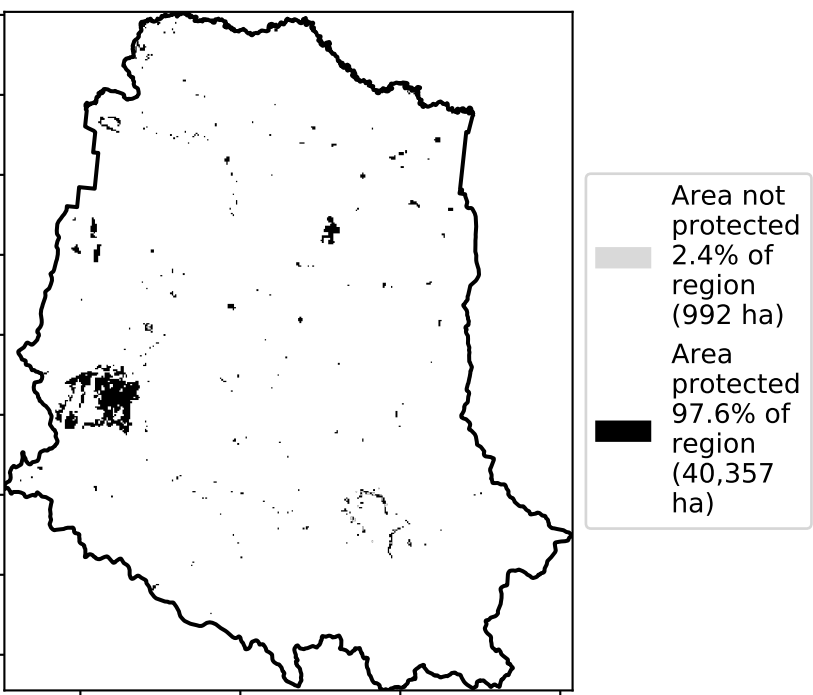 Area not
protected
2.4% of
region
(992 ha)
Area
protected
97.6% of
region
(40,357
ha)